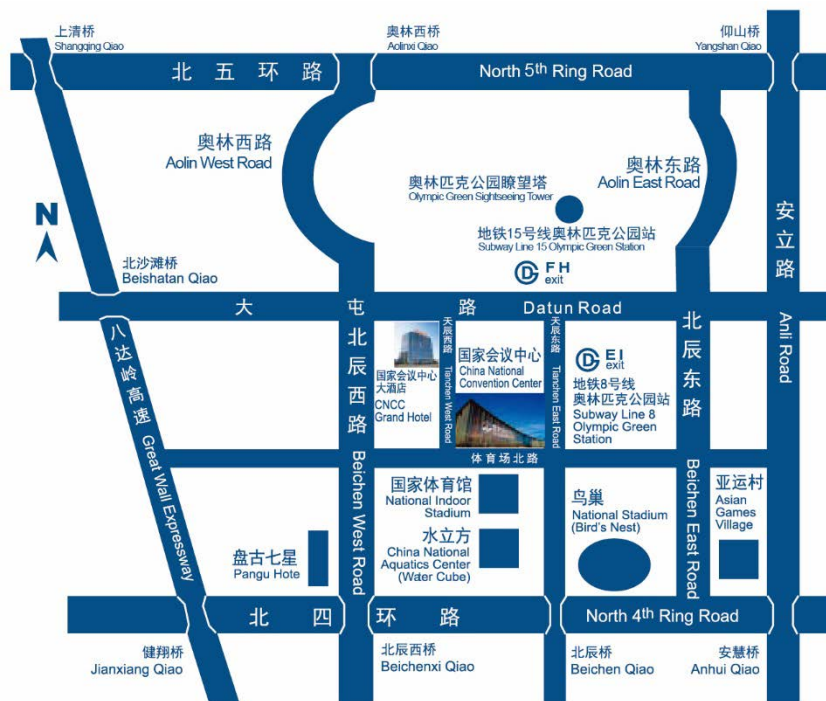 上清桥
Shangqing Qiao
奥林西桥
Aolinxi Qiao
仰山桥
Yangshan Qiao
北五环路
North 5th Ring Road
奥林西路
Aolin West Road
奥林东路
Aolin East Road
奥林匹克公园瞭望塔
Olympic Green Sightseeing Tower
地铁15号线奥林匹克公园站
Subway Line 15 Olympic Green Station
F H
exit
安立路
Anli Road
N
北沙滩桥
Beishatan Qiao
大屯路
Datun Road
八达岭高速
Great Wall Expressway
北辰西路
Beichen West Road
国家会议中心
大酒店
CNCC
Grand Hotel
天辰西路
Tianchen West Road
国家会议中心
China National
Convention Center
天辰东路
Tianchen East Road
E I
exit
地铁8号线
奥林匹克公园站
Subway Line 8
Olympic Green
Station
北辰东路
Beichen East Road
体育场北路
国家体育馆
National Indoor
Stadium
水立方
China National
Aquatics Center
(Water Cube)
鸟巢
National Stadium
(Bird's Nest)
亚运村
Asian
Games
Village
盘古七星
Pangu Hote
北四环路
North 4th Ring Road
健翔桥
Jianxiang Qiao
北辰西桥
Beichenxi Qiao
北辰桥
Beichen Qiao
安慧桥
Anhui Qiao